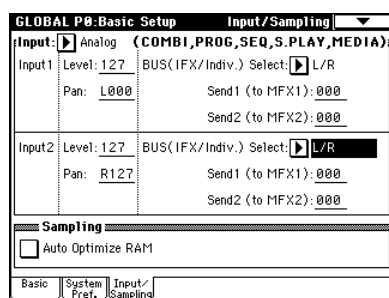 GLOBAL P0:Basic Setup Input/Sampling
Input: Analog (COMBI,PROG,SEQ,S.PLAY,MEDIA):
Input1 Level: 127 BUS(IFX/Indiv.) Select: L/R
Pan: L000 Send1 (to MFX1): 000
Send2 (to MFX2): 000
Input2 Level: 127 BUS(IFX/Indiv.) Select: L/R
Pan: R127 Send1 (to MFX1): 000
Send2 (to MFX2): 000
Sampling
Auto Optimize RAM
Basic System Pref. Input/Sampling